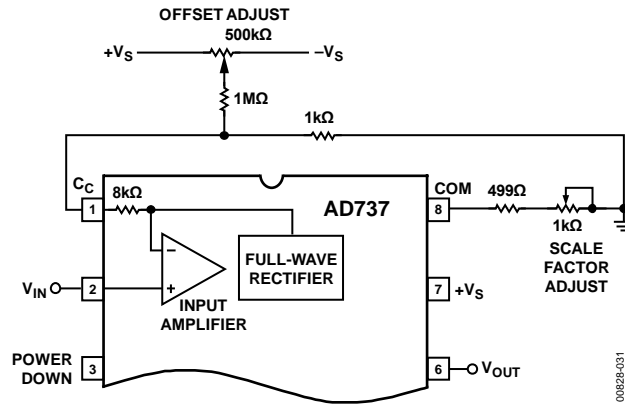 OFFSET ADJUST
500kΩ
+VS
–VS
1MΩ
1kΩ
CC
8kΩ
AD737
COM
499Ω
1
8
1kΩ
SCALE
FACTOR
ADJUST
FULL-WAVE
RECTIFIER
–
+
VIN
2
7
+VS
INPUT
AMPLIFIER
POWER
DOWN
3
6
VOUT
00828-031